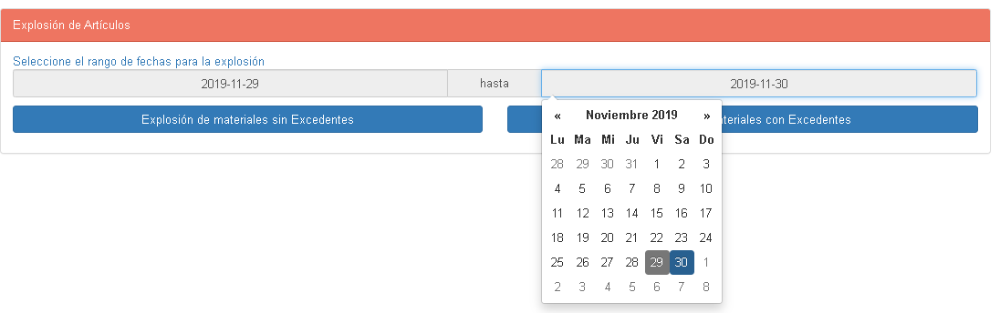 Explosión de Artículos
Seleccione el rango de fechas para la explosión
2019-11-29 hasta 2019-11-30
Explosión de materiales sin Excedentes
con Excedentes
« Noviembre 2019 »
Lu Ma Mi Ju Vi Sa Do
28 29 30 31 1 2 3
4 5 6 7 8 9 10
11 12 13 14 15 16 17
18 19 20 21 22 23 24
25 26 27 28 29 30 1
2 3 4 5 6 7 8